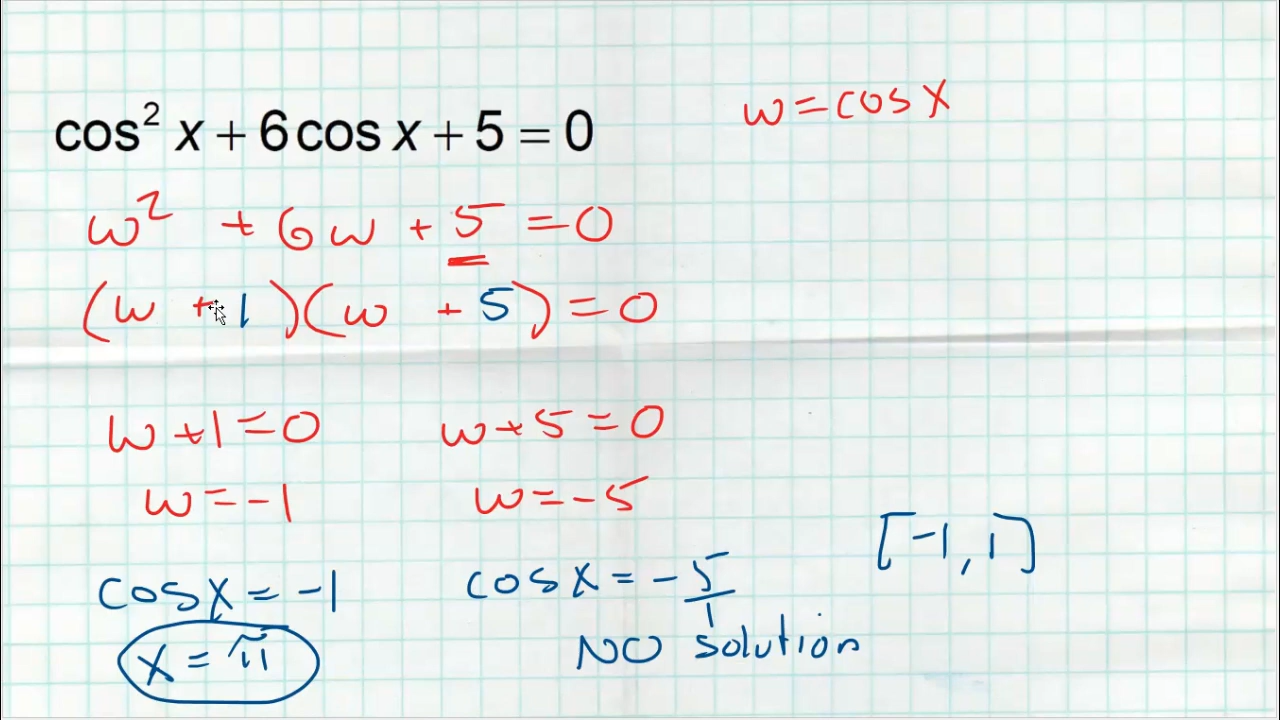 cos² x + 6 cos x + 5 = 0
w = cos x
w² + 6w + 5 = 0
(w + 1)(w + 5) = 0
w + 1 = 0
w + 5 = 0
w = -1
w = -5
[-1, 1]
cos x = -1
cos x = -5/1
x = π
NO solution